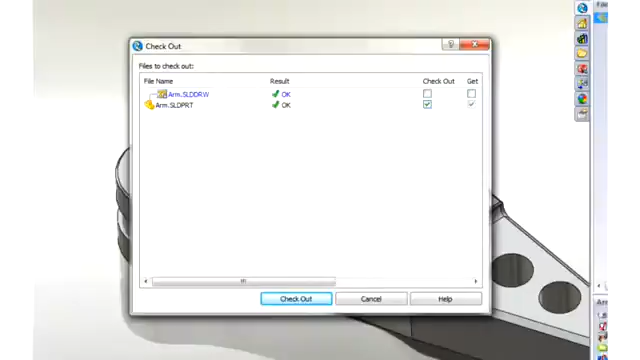 Check Out
Files to check out:
File Name Result Check Out Get
Arm.SLDDRW OK
Arm.SLDPRT OK
Check Out Cancel Help